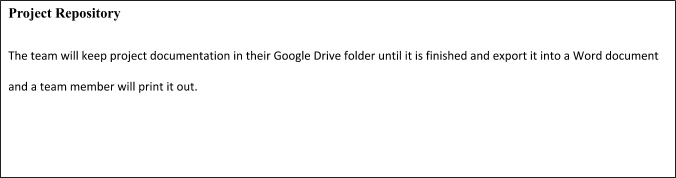 Project Repository
The team will keep project documentation in their Google Drive folder until it is finished and export it into a Word document
and a team member will print it out.